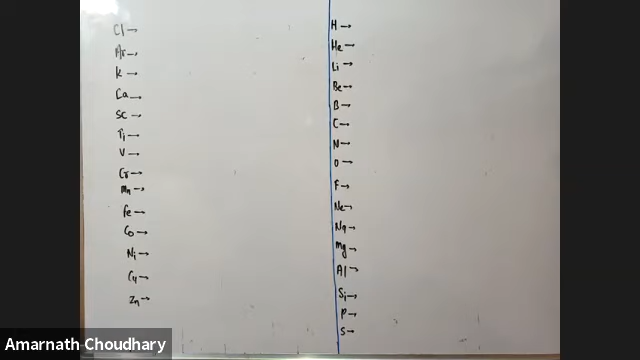 Cl →
Ar →
K →
Ca →
Sc →
Ti →
V →
Cr →
Mn →
Fe →
Co →
Ni →
Cu →
Zn →
H →
He →
Li →
Be →
B →
C →
N →
O →
F →
Ne →
Na →
Mg →
Al →
Si →
P →
S →
Amarnath Choudhary